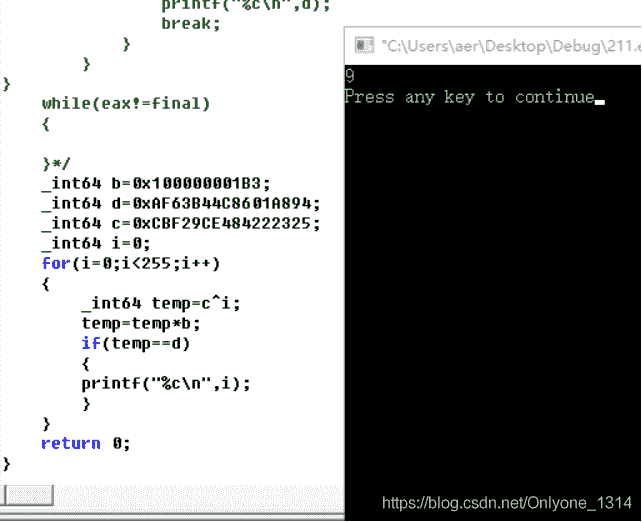 printf("%c\n",d);
break;
}
}
}
while(eax!=final)
{
}*/
_int64 b=0x100000001B3;
_int64 d=0xAF63B44C8601A894;
_int64 c=0xCBF29CE484222325;
_int64 i=0;
for(i=0;i<255;i++)
{
_int64 temp=c^i;
temp=temp*b;
if(temp==d)
{
printf("%c\n",i);
}
}
return 0;
}
"C:\Users\aer\Desktop\Debug\211.e
9
Press any key to continue
https://blog.csdn.net/Onlyone_1314